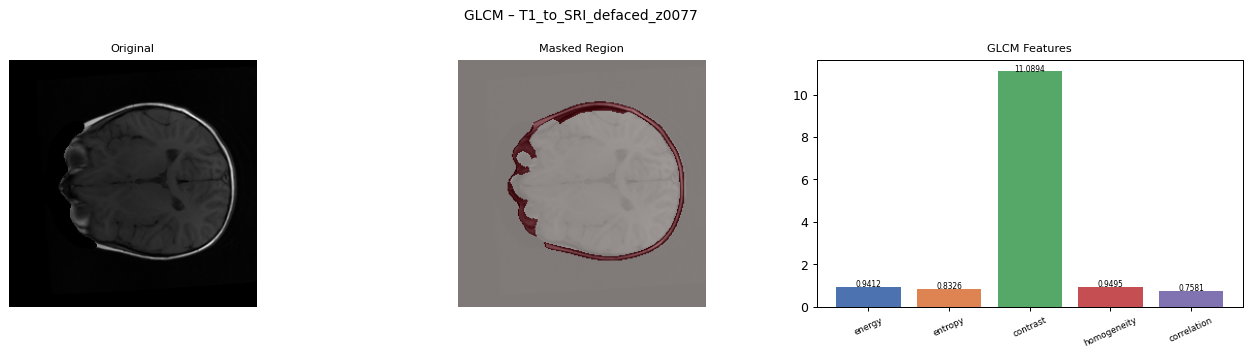 GLCM – T1_to_SRI_defaced_z0077
Original
Masked Region
GLCM Features
10
8
6
4
2
0
0.9412
0.8326
11.0894
0.9495
0.7581
energy
entropy
contrast
homogeneity
correlation